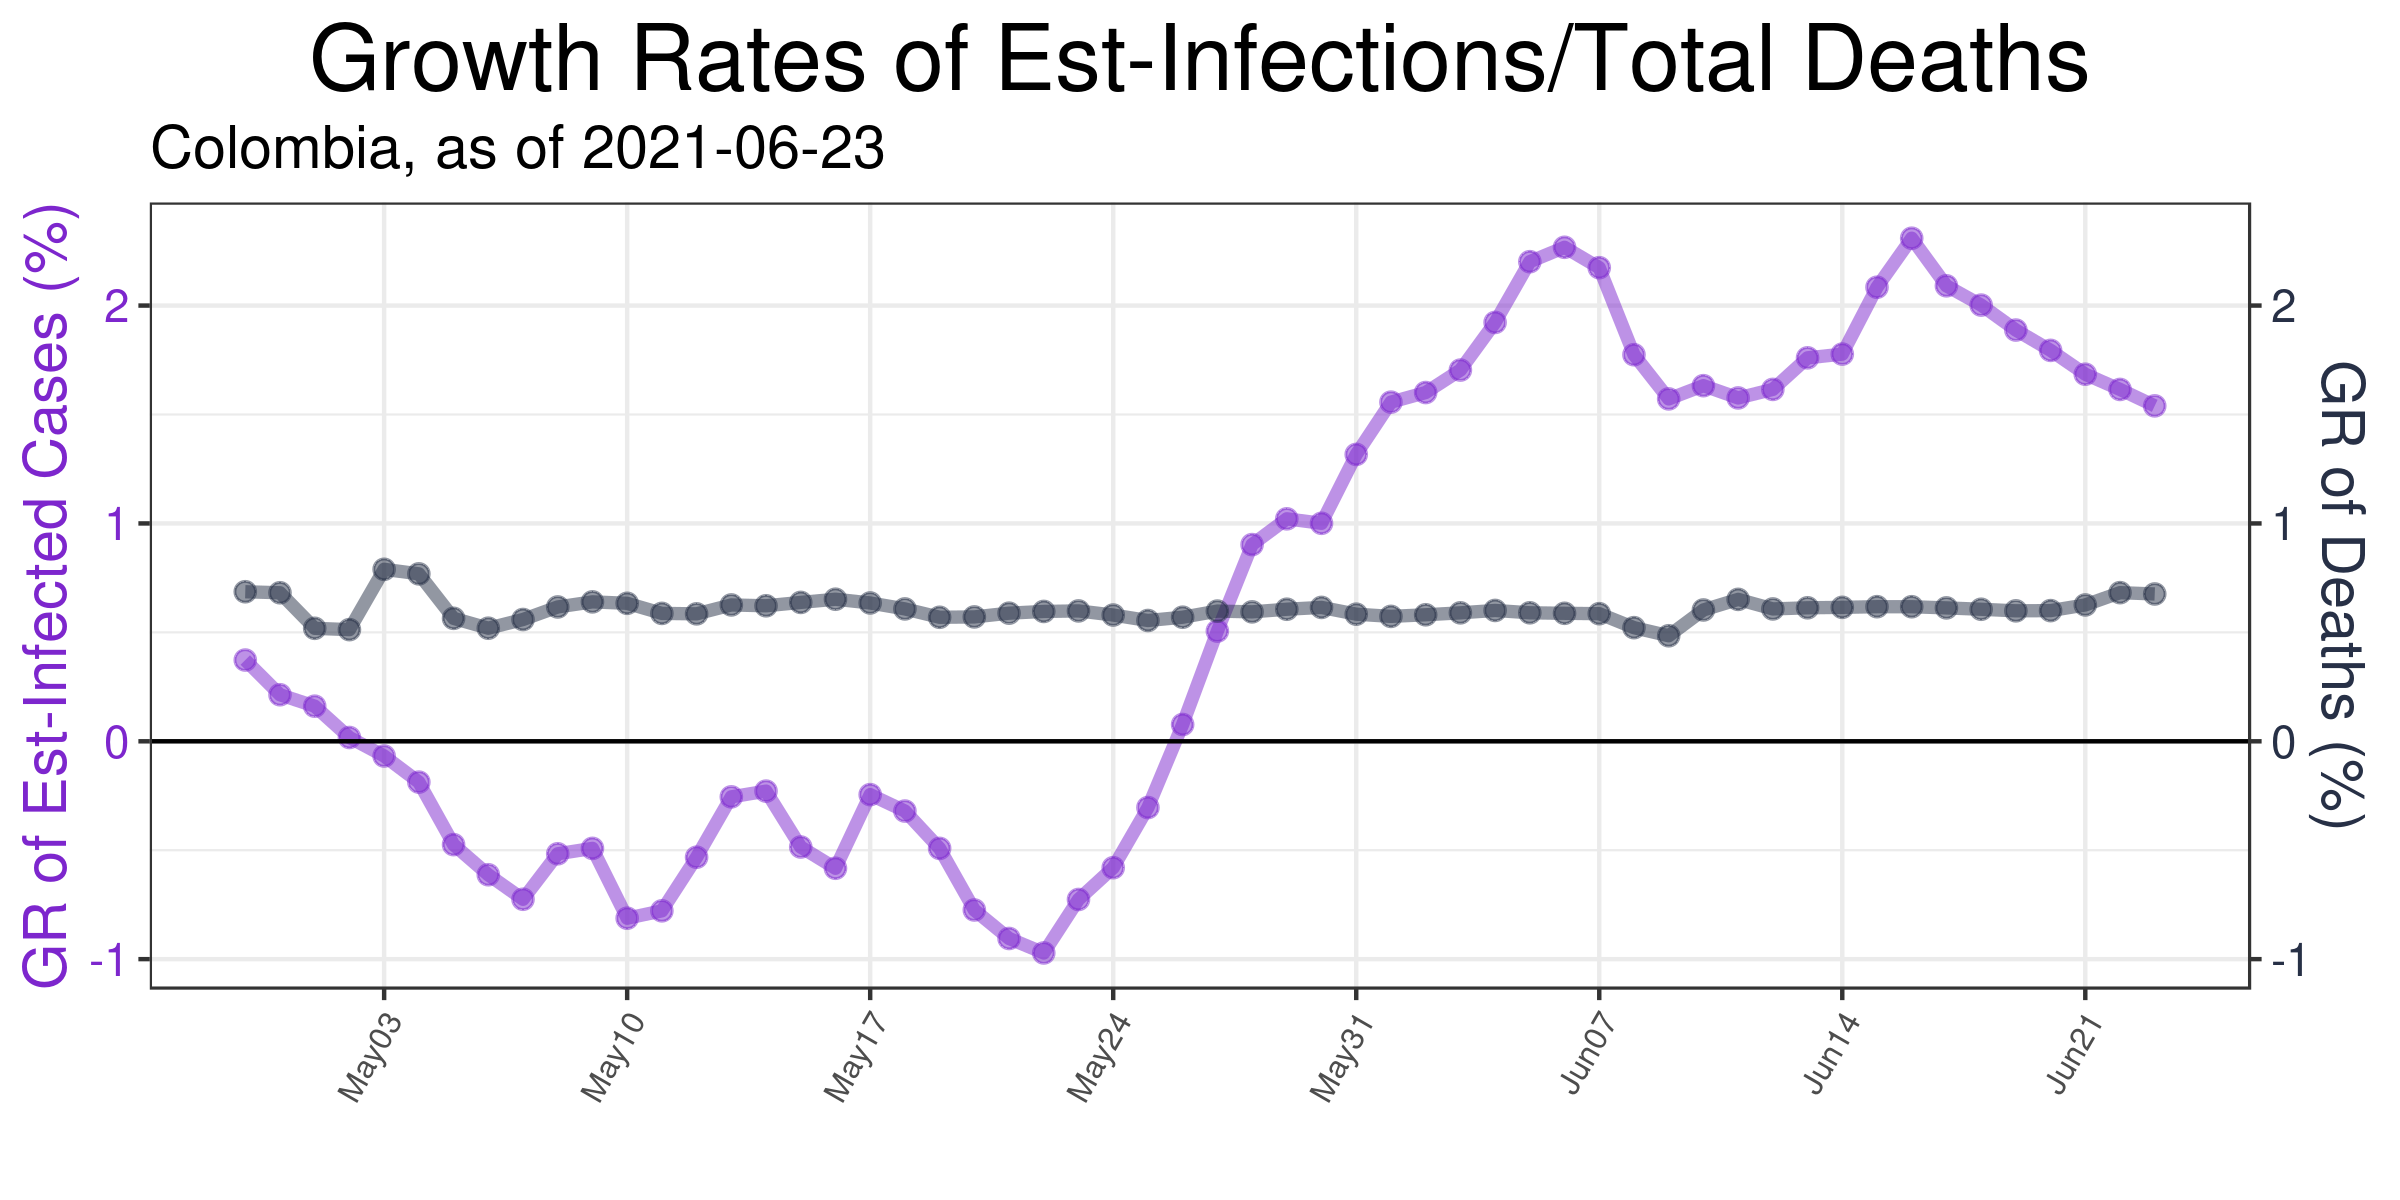 Growth Rates of Est-Infections/Total Deaths
Colombia, as of 2021-06-23
GR of Est-Infected Cases (%)
2
1
0
-1
2
1
0
-1
GR of Deaths (%)
May03
May10
May17
May24
May31
Jun07
Jun14
Jun21